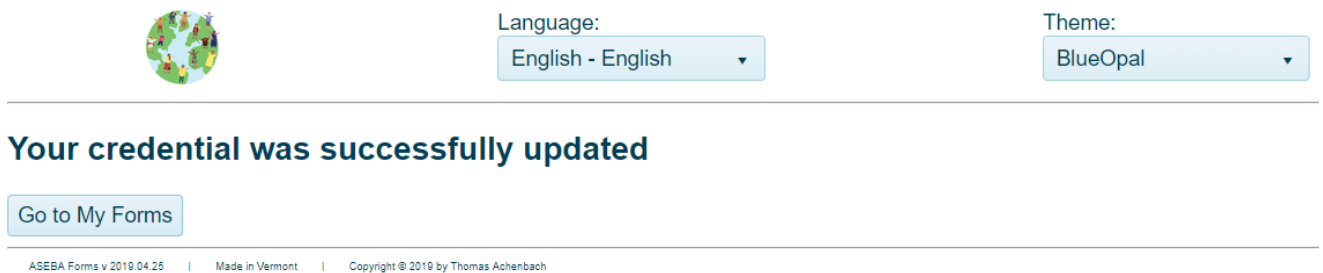 Language:
Theme:
English - English
BlueOpal
Your credential was successfully updated
Go to My Forms
ASEBA Forms v 2019.04.25 | Made in Vermont | Copyright © 2019 by Thomas Achenbach